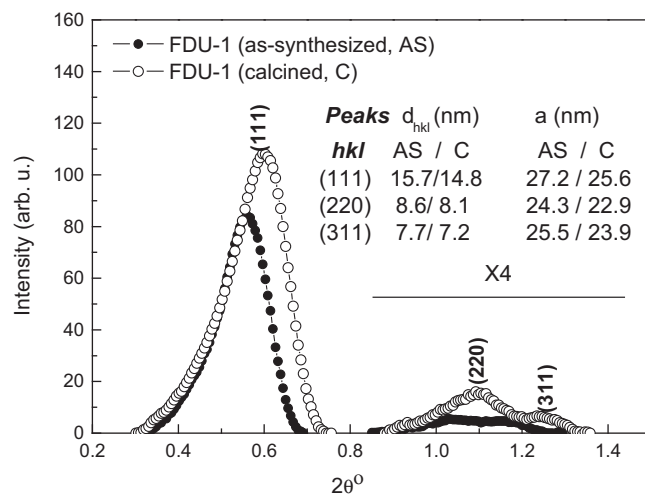 160
140
120
100
80
60
40
20
0
Intensity (arb. u.)
FDU-1 (as-synthesized, AS)
FDU-1 (calcined, C)
(111)
Peaks d_hkl (nm) a (nm)
hkl AS / C AS / C
(111) 15.7/14.8 27.2 / 25.6
(220) 8.6/ 8.1 24.3 / 22.9
(311) 7.7/ 7.2 25.5 / 23.9
X4
(220)
(311)
0.2 0.4 0.6 0.8 1.0 1.2 1.4
2θ⁰